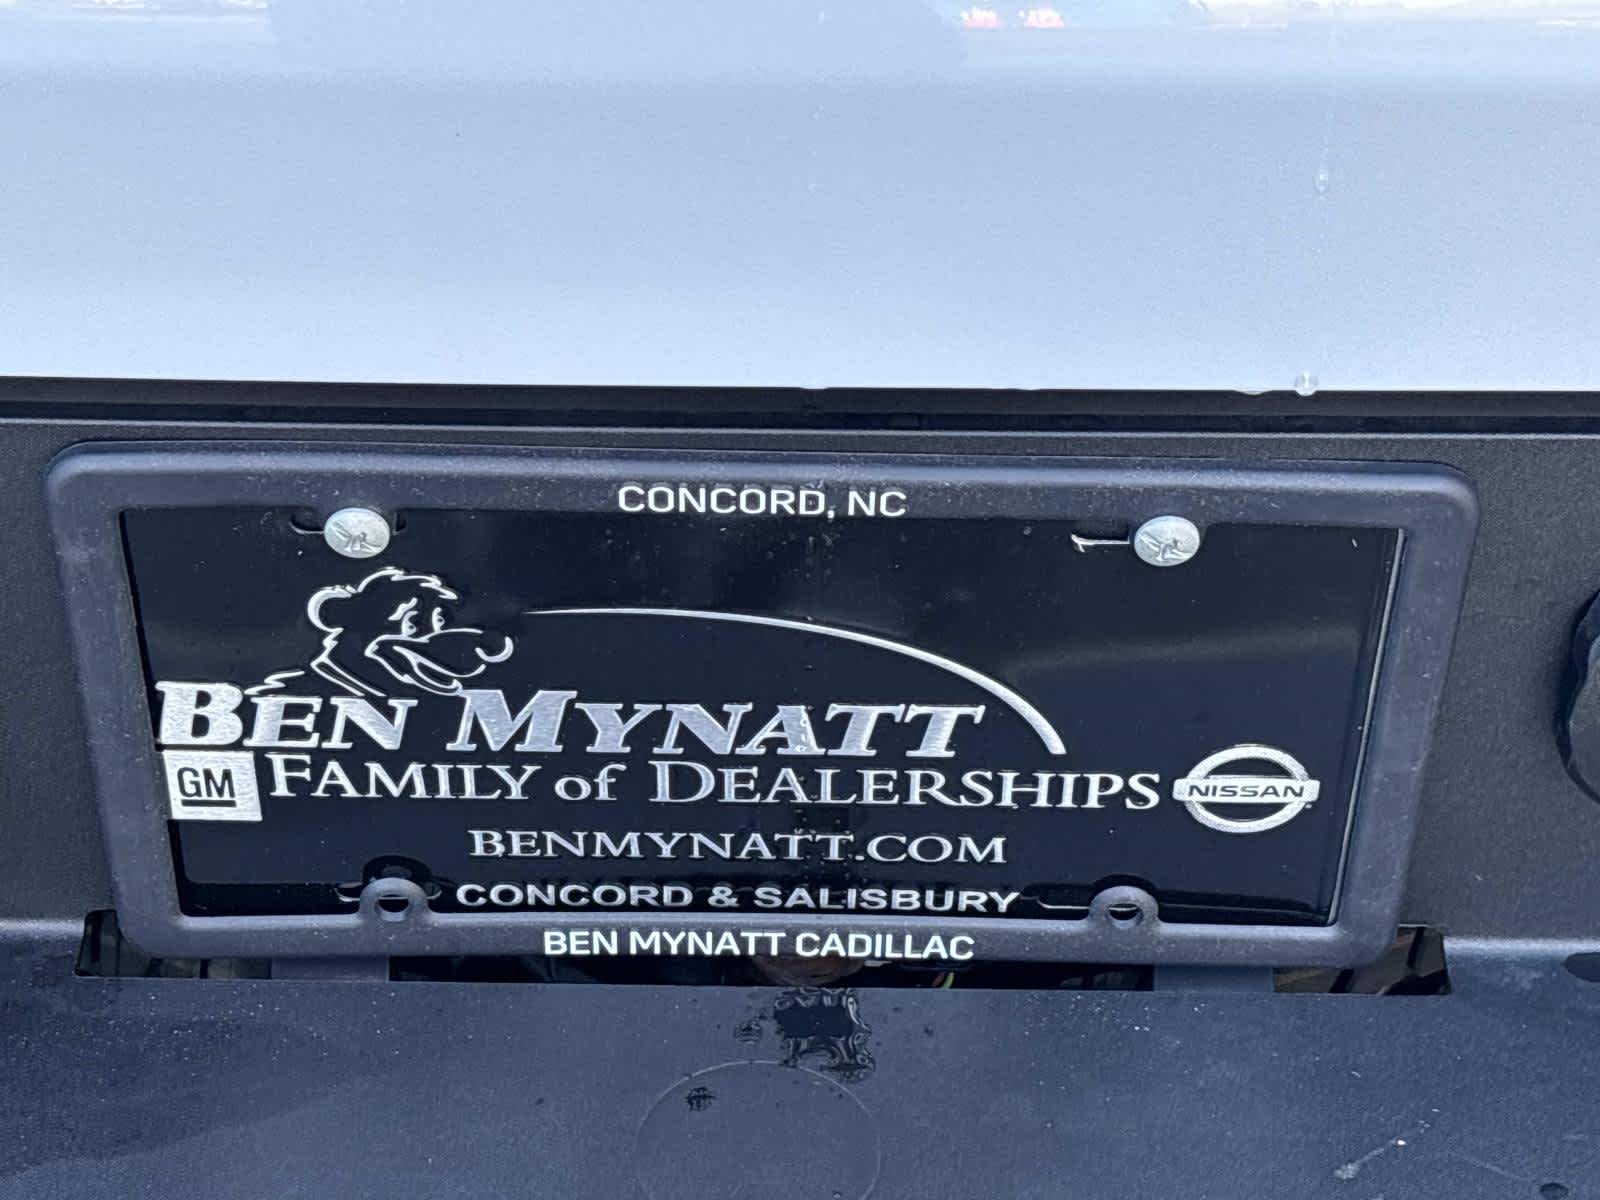 CONCORD, NC
BEN MYNATT
GM FAMILY of DEALERSHIPS NISSAN
BENMYNATT.COM
CONCORD & SALISBURY
BEN MYNATT CADILLAC